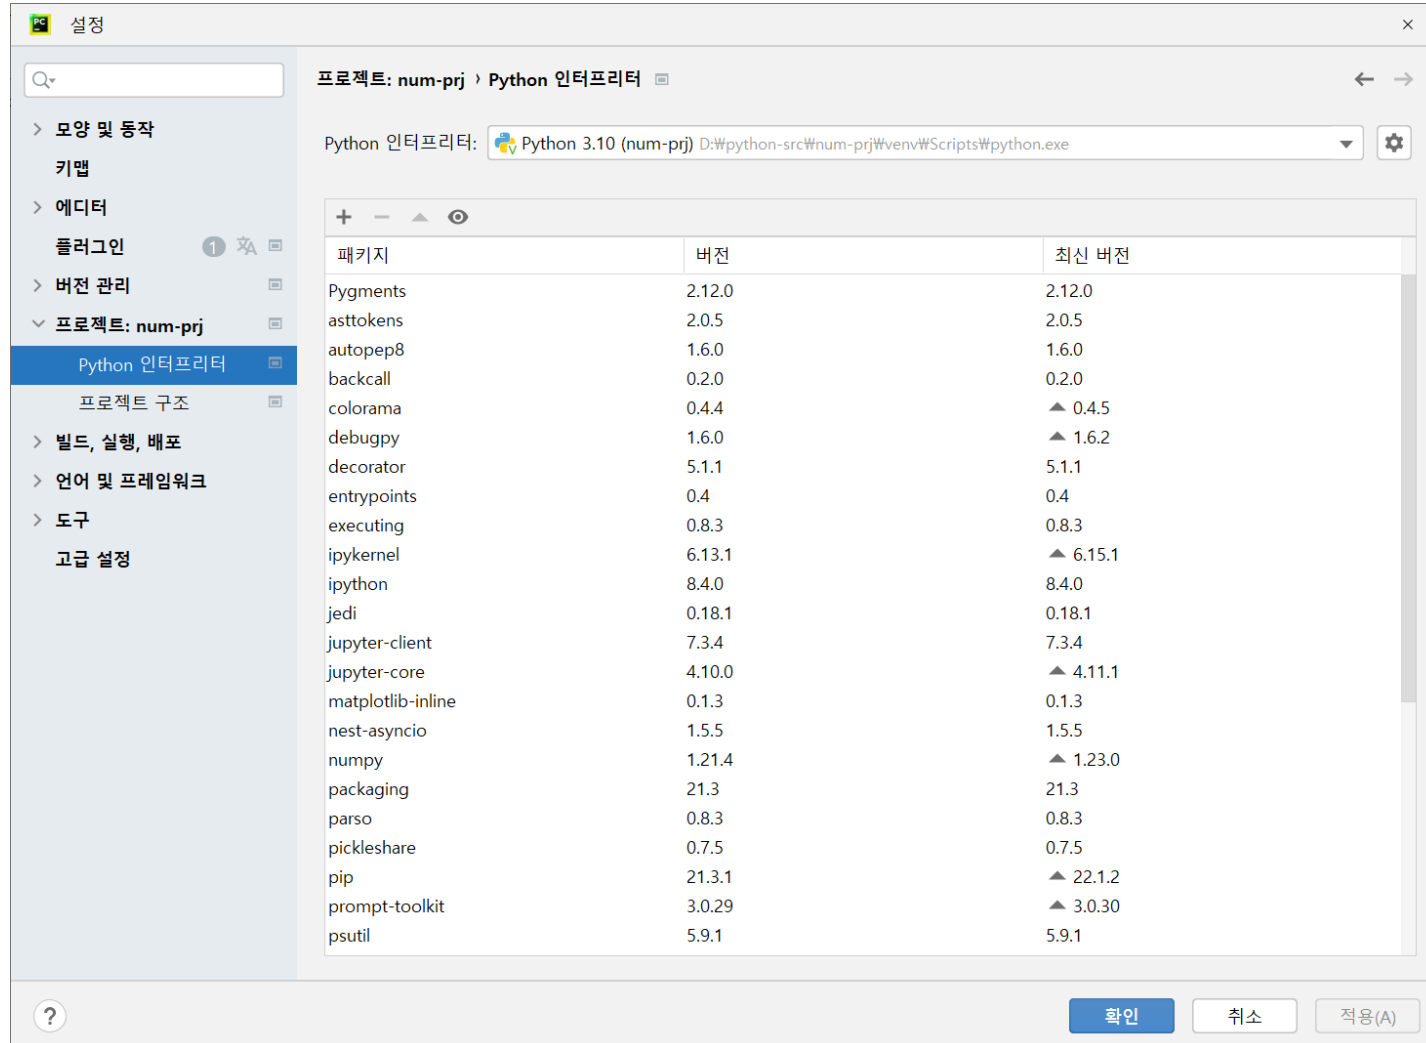 PC 설정
프로젝트: num-prj › Python 인터프리터
모양 및 동작
키맵
에디터
플러그인 1
버전 관리
프로젝트: num-prj
Python 인터프리터
프로젝트 구조
빌드, 실행, 배포
언어 및 프레임워크
도구
고급 설정
Python 인터프리터: Python 3.10 (num-prj) D:₩python-src₩num-prj₩venv₩Scripts₩python.exe
패키지 버전 최신 버전
Pygments 2.12.0 2.12.0
asttokens 2.0.5 2.0.5
autopep8 1.6.0 1.6.0
backcall 0.2.0 0.2.0
colorama 0.4.4 0.4.5
debugpy 1.6.0 1.6.2
decorator 5.1.1 5.1.1
entrypoints 0.4 0.4
executing 0.8.3 0.8.3
ipykernel 6.13.1 6.15.1
ipython 8.4.0 8.4.0
jedi 0.18.1 0.18.1
jupyter-client 7.3.4 7.3.4
jupyter-core 4.10.0 4.11.1
matplotlib-inline 0.1.3 0.1.3
nest-asyncio 1.5.5 1.5.5
numpy 1.21.4 1.23.0
packaging 21.3 21.3
parso 0.8.3 0.8.3
pickleshare 0.7.5 0.7.5
pip 21.3.1 22.1.2
prompt-toolkit 3.0.29 3.0.30
psutil 5.9.1 5.9.1
? 확인 취소 적용(A)